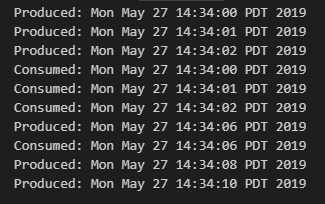 Produced: Mon May 27 14:34:00 PDT 2019
Produced: Mon May 27 14:34:01 PDT 2019
Produced: Mon May 27 14:34:02 PDT 2019
Consumed: Mon May 27 14:34:00 PDT 2019
Consumed: Mon May 27 14:34:01 PDT 2019
Consumed: Mon May 27 14:34:02 PDT 2019
Produced: Mon May 27 14:34:06 PDT 2019
Consumed: Mon May 27 14:34:06 PDT 2019
Produced: Mon May 27 14:34:08 PDT 2019
Produced: Mon May 27 14:34:10 PDT 2019